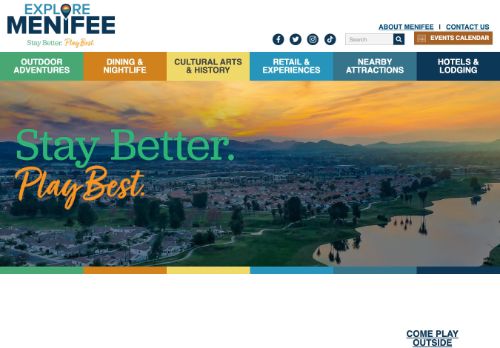 EXPLORE
MENIFEE
Stay Better. Play Best.
ABOUT MENIFEE | CONTACT US
Search
EVENTS CALENDAR
OUTDOOR
ADVENTURES
DINING &
NIGHTLIFE
CULTURAL ARTS
& HISTORY
RETAIL &
EXPERIENCES
NEARBY
ATTRACTIONS
HOTELS &
LODGING
Stay Better.
Play Best.
COME PLAY
OUTSIDE